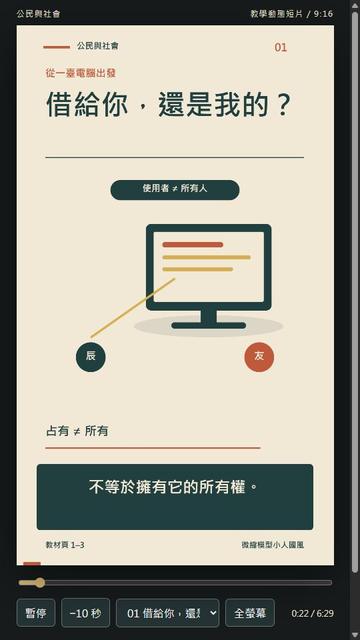 公民與社會
教學動態短片 / 9:16
公民與社會
01
從一臺電腦出發
借給你，還是我的？
使用者 ≠ 所有人
辰
友
占有 ≠ 所有
不等於擁有它的所有權。
教材頁 1–3
微縮模型小人國風
暫停
−10 秒
01 借給你，還是
全螢幕
0:22 / 6:29